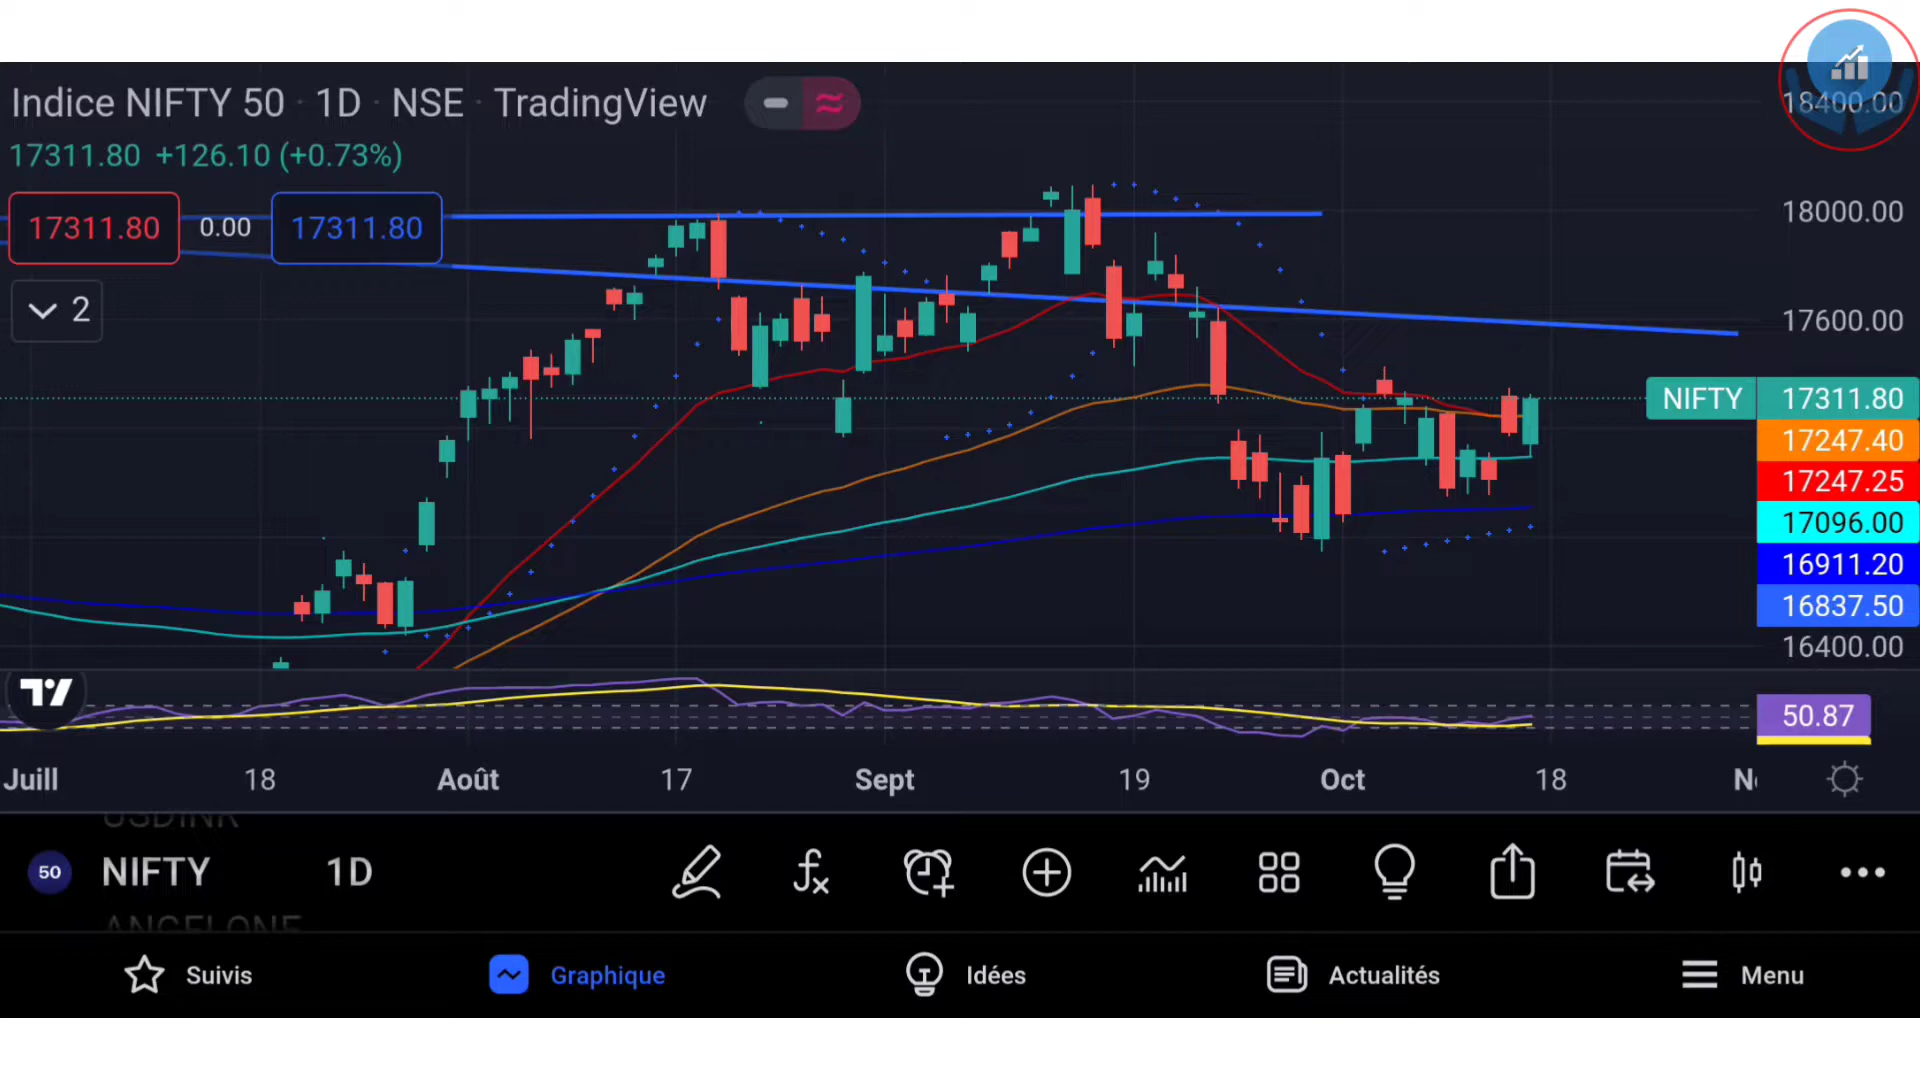 Indice NIFTY 50 · 1D · NSE · TradingView
17311.80 +126.10 (+0.73%)
17311.80 0.00 17311.80
2
18400.00
18000.00
17600.00
NIFTY 17311.80
17247.40
17247.25
17096.00
16911.20
16837.50
16400.00
50.87
Juill 18 Août 17 Sept 19 Oct 18
USDINR
50 NIFTY 1D
ANGELONE
Suivis Graphique Idées Actualités Menu